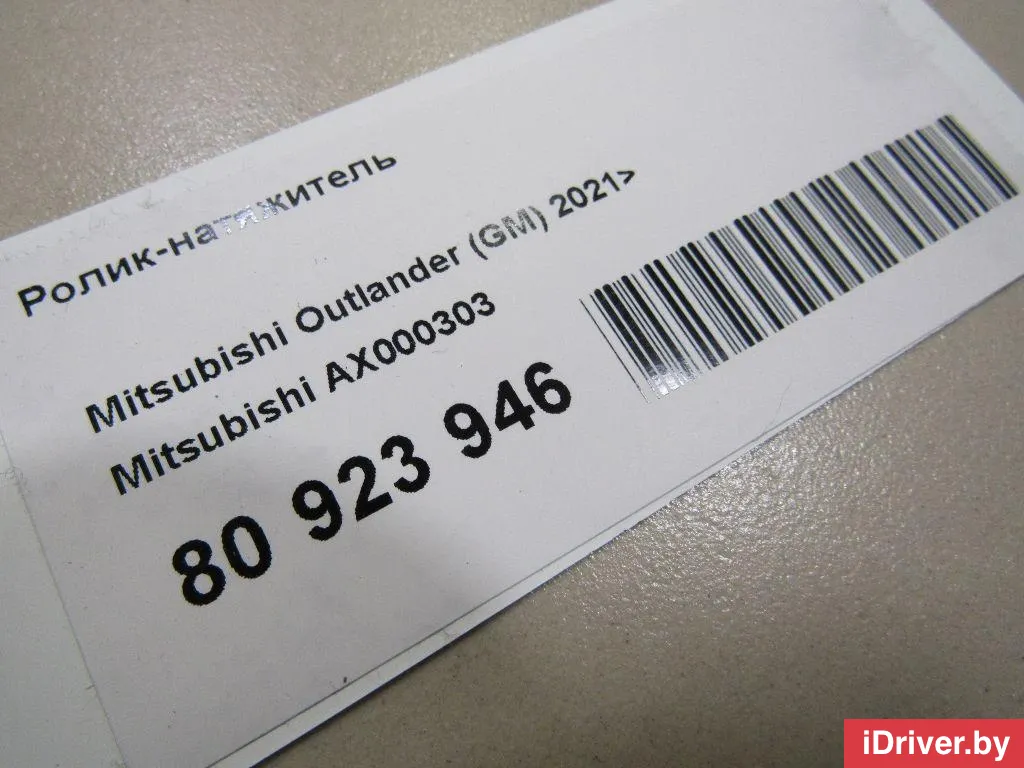 Ролик-натяжитель
Mitsubishi Outlander (GM) 2021>
Mitsubishi AX000303
80 923 946
iDriver.by